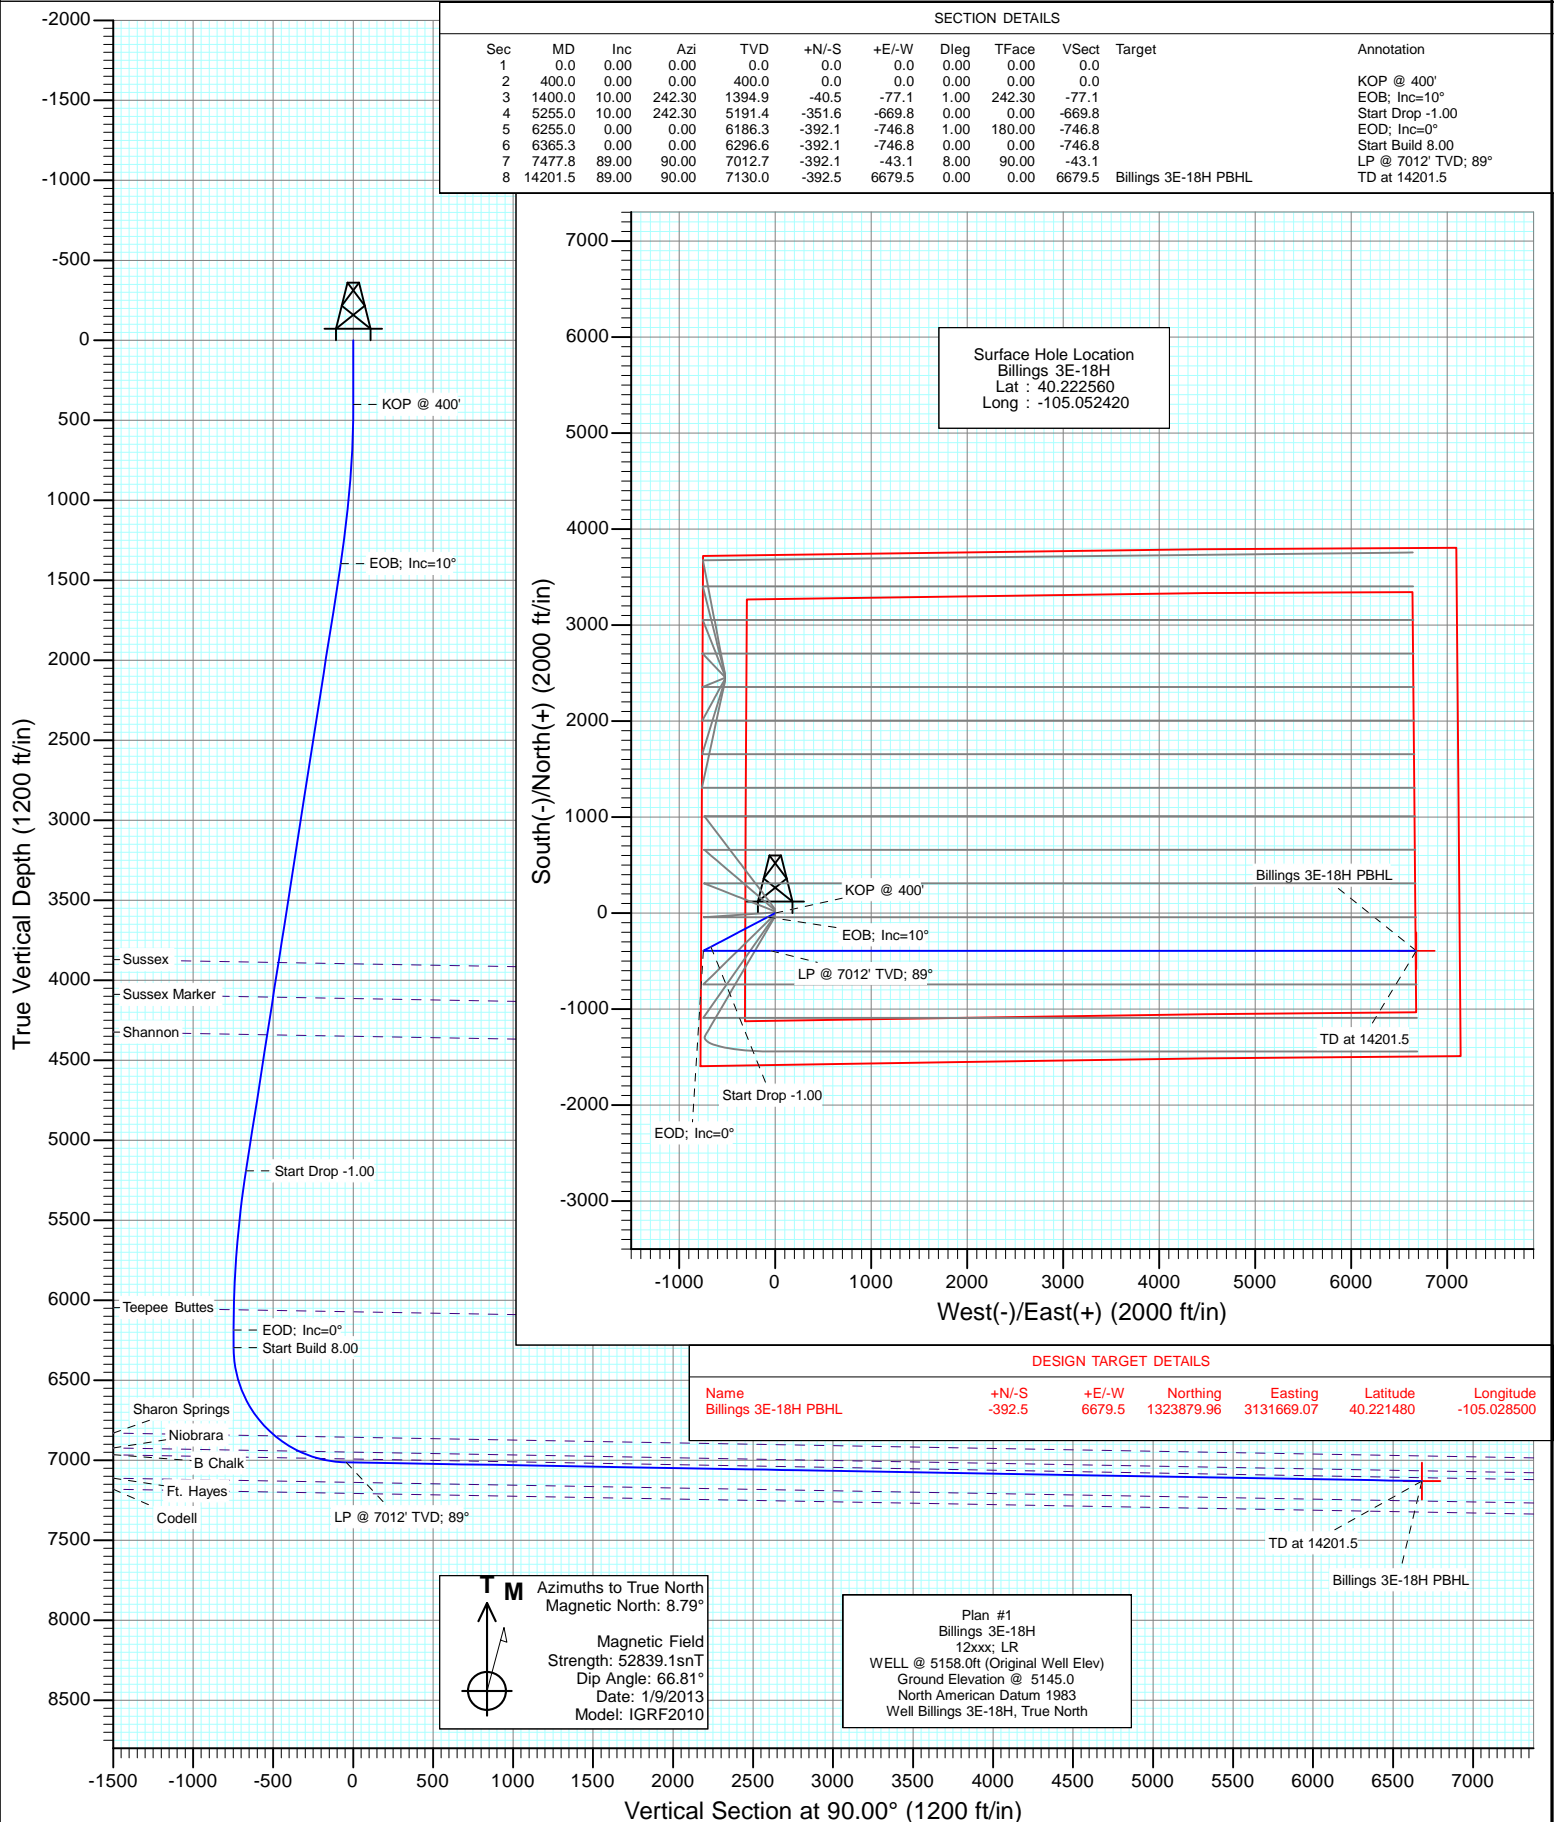 SECTION DETAILS
Sec MD Inc Azi TVD +N/-S +E/-W Dleg TFace VSect Target Annotation
1 0.0 0.00 0.00 0.0 0.0 0.0 0.00 0.00 0.0
2 400.0 0.00 0.00 400.0 0.0 0.0 0.00 0.00 0.0 KOP @ 400'
3 1400.0 10.00 242.30 1394.9 -40.5 -77.1 1.00 242.30 -77.1 EOB; Inc=10°
4 5255.0 10.00 242.30 5191.4 -351.6 -669.8 0.00 0.00 -669.8 Start Drop -1.00
5 6255.0 0.00 0.00 6186.3 -392.1 -746.8 1.00 180.00 -746.8 EOD; Inc=0°
6 6365.3 0.00 0.00 6296.6 -392.1 -746.8 0.00 0.00 -746.8 Start Build 8.00
7 7477.8 89.00 90.00 7012.7 -392.1 -43.1 8.00 90.00 -43.1 LP @ 7012' TVD; 89°
8 14201.5 89.00 90.00 7130.0 -392.5 6679.5 0.00 0.00 6679.5 Billings 3E-18H PBHL TD at 14201.5
True Vertical Depth (1200 ft/in)
-2000
-1500
-1000
-500
0
500
1000
1500
2000
2500
3000
3500
4000
4500
5000
5500
6000
6500
7000
7500
8000
8500
KOP @ 400'
EOB; Inc=10°
Sussex
Sussex Marker
Shannon
Start Drop -1.00
Teepee Buttes
EOD; Inc=0°
Start Build 8.00
Sharon Springs
Niobrara
B Chalk
Ft. Hayes
Codell
LP @ 7012' TVD; 89°
TD at 14201.5
Billings 3E-18H PBHL
-1500 -1000 -500 0 500 1000 1500 2000 2500 3000 3500 4000 4500 5000 5500 6000 6500 7000
Vertical Section at 90.00° (1200 ft/in)
South(-)/North(+) (2000 ft/in)
7000
6000
5000
4000
3000
2000
1000
0
-1000
-2000
-3000
Surface Hole Location
Billings 3E-18H
Lat : 40.222560
Long : -105.052420
Billings 3E-18H PBHL
KOP @ 400'
EOB; Inc=10°
LP @ 7012' TVD; 89°
TD at 14201.5
Start Drop -1.00
EOD; Inc=0°
-1000 0 1000 2000 3000 4000 5000 6000 7000
West(-)/East(+) (2000 ft/in)
DESIGN TARGET DETAILS
Name +N/-S +E/-W Northing Easting Latitude Longitude
Billings 3E-18H PBHL -392.5 6679.5 1323879.96 3131669.07 40.221480 -105.028500
T M
Azimuths to True North
Magnetic North: 8.79°
Magnetic Field
Strength: 52839.1snT
Dip Angle: 66.81°
Date: 1/9/2013
Model: IGRF2010
Plan #1
Billings 3E-18H
12xxx; LR
WELL @ 5158.0ft (Original Well Elev)
Ground Elevation @ 5145.0
North American Datum 1983
Well Billings 3E-18H, True North